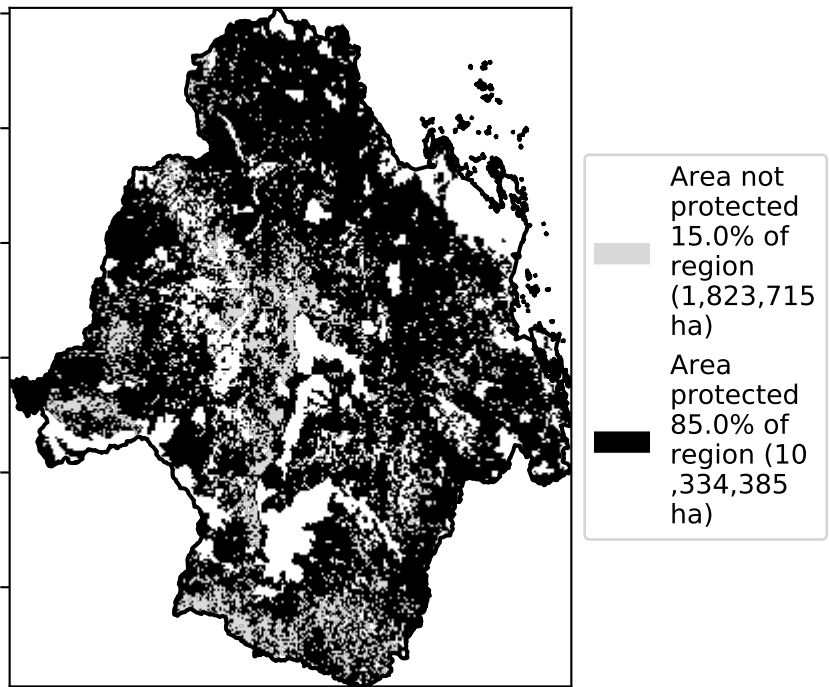 Area not
protected
15.0% of
region
(1,823,715
ha)
Area
protected
85.0% of
region (10
,334,385
ha)